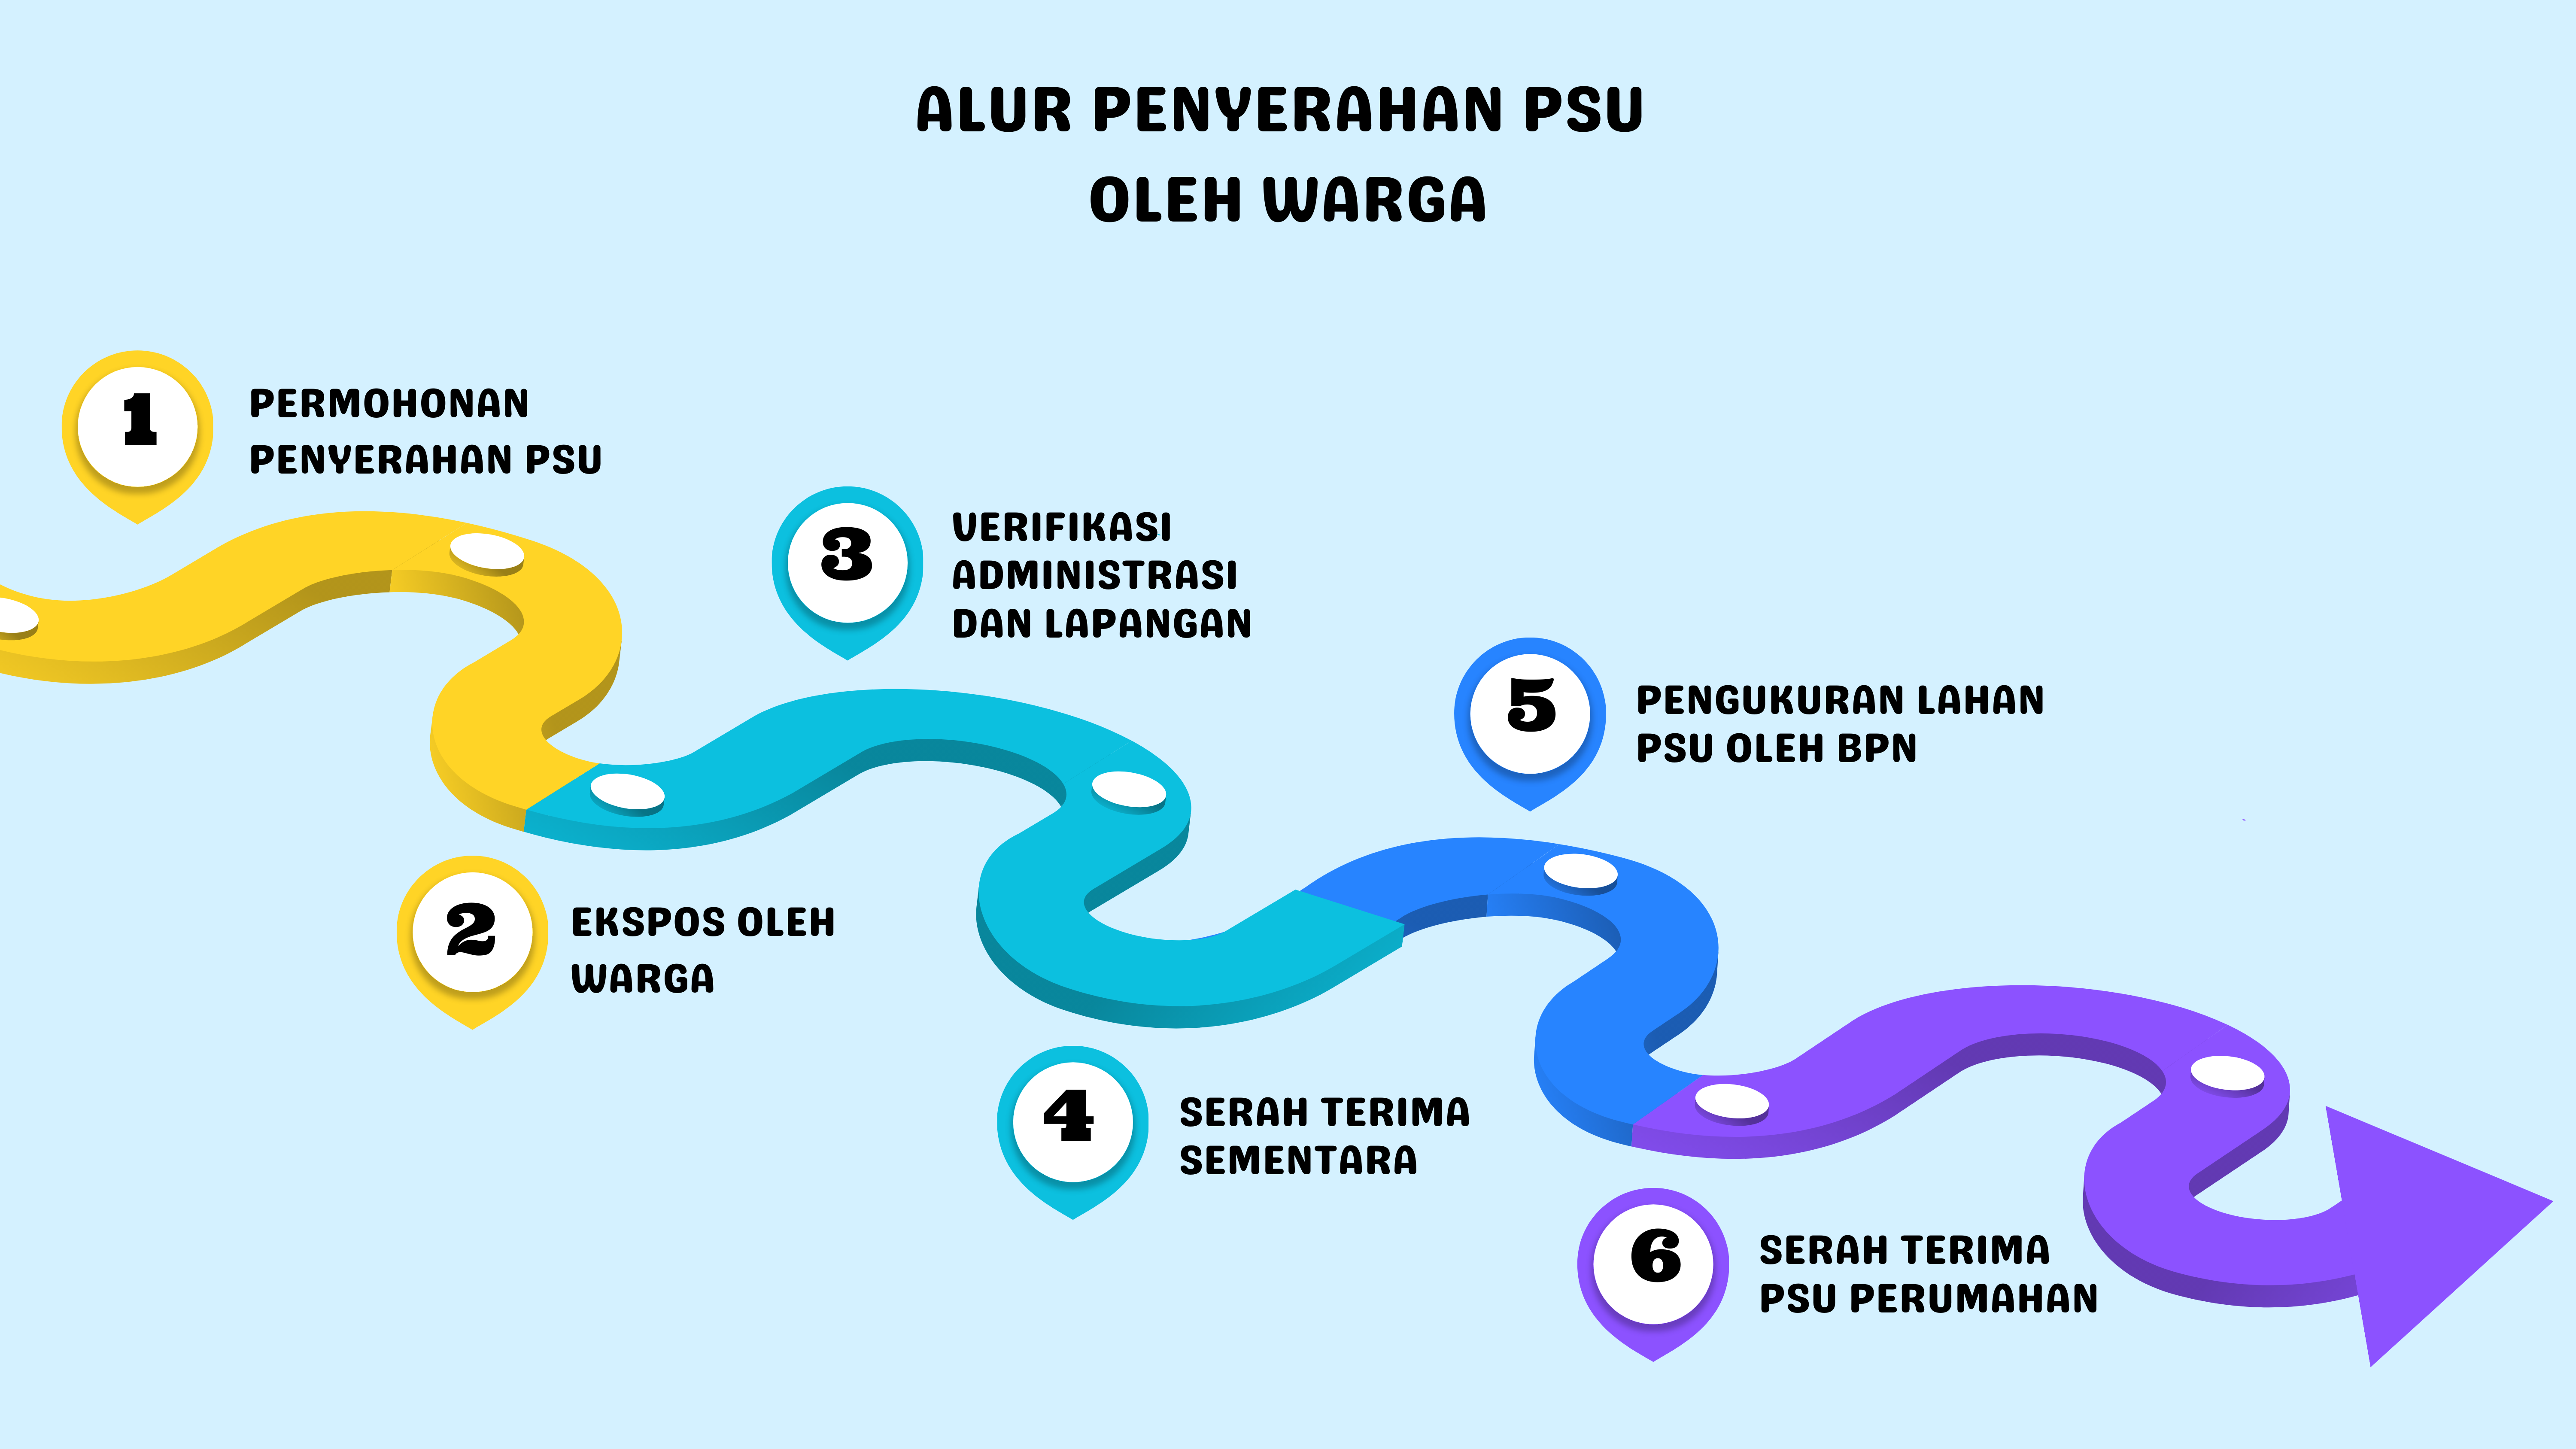 ALUR PENYERAHAN PSU
OLEH WARGA
1
PERMOHONAN
PENYERAHAN PSU
2
EKSPOS OLEH
WARGA
3
VERIFIKASI
ADMINISTRASI
DAN LAPANGAN
4
SERAH TERIMA
SEMENTARA
5
PENGUKURAN LAHAN
PSU OLEH BPN
6
SERAH TERIMA
PSU PERUMAHAN